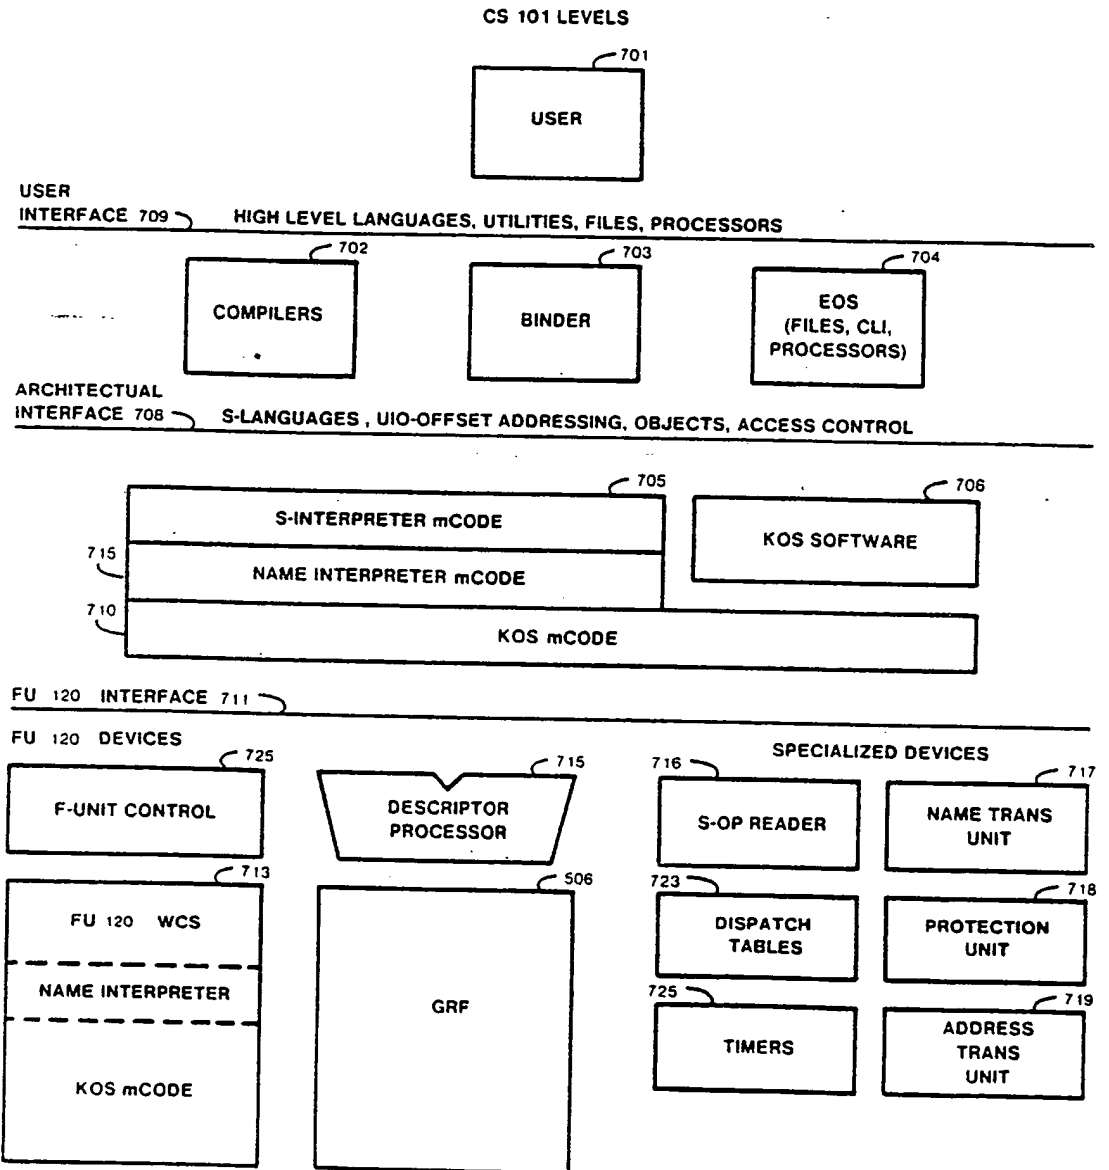 CS 101 LEVELS
701
USER
USER
INTERFACE 709
HIGH LEVEL LANGUAGES, UTILITIES, FILES, PROCESSORS
702
703
704
COMPILERS
BINDER
EOS
(FILES, CLI,
PROCESSORS)
ARCHITECTUAL
INTERFACE 708
S-LANGUAGES , UIO-OFFSET ADDRESSING, OBJECTS, ACCESS CONTROL
705
706
S-INTERPRETER mCODE
KOS SOFTWARE
715
NAME INTERPRETER mCODE
710
KOS mCODE
FU 120 INTERFACE 711
FU 120 DEVICES
SPECIALIZED DEVICES
725
715
716
717
F-UNIT CONTROL
DESCRIPTOR
PROCESSOR
S-OP READER
NAME TRANS
UNIT
713
506
723
718
FU 120 WCS
DISPATCH
TABLES
PROTECTION
UNIT
NAME INTERPRETER
GRF
725
719
TIMERS
ADDRESS
TRANS
UNIT
KOS mCODE